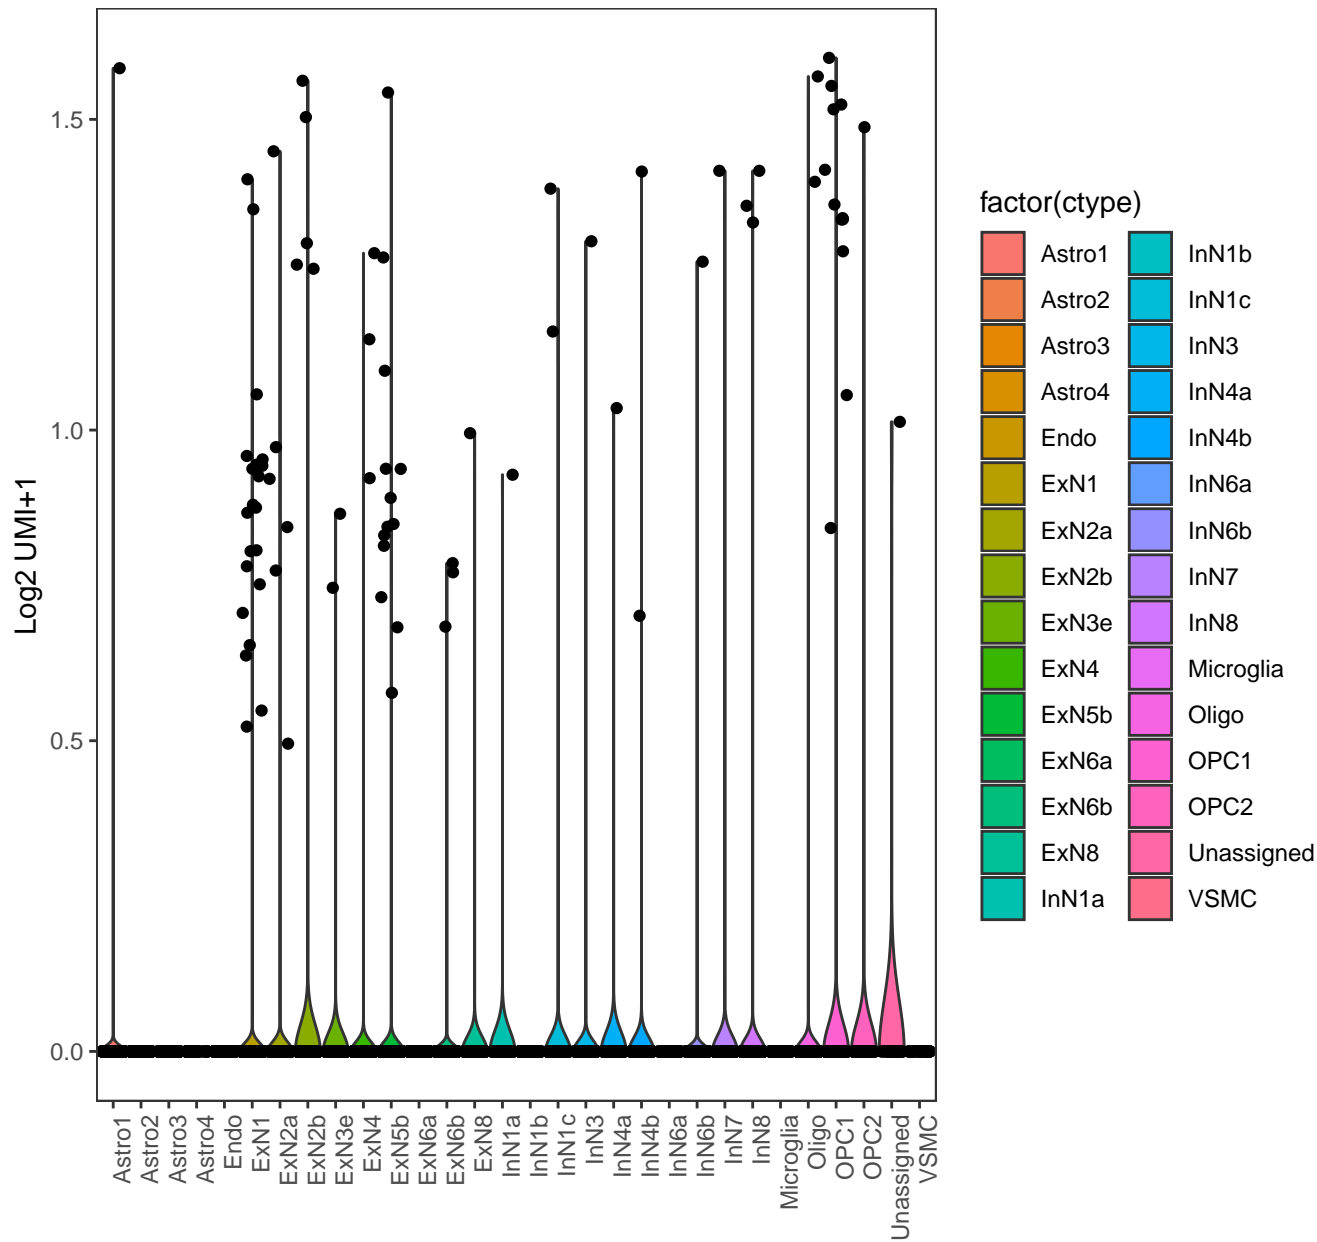 Log2 UMI+1
1.5
1.0
0.5
0.0
Astro1
Astro2
Astro3
Astro4
Endo
ExN1
ExN2a
ExN2b
ExN3e
ExN4
ExN5b
ExN6a
ExN6b
ExN8
InN1a
InN1b
InN1c
InN3
InN4a
InN4b
InN6a
InN6b
InN7
InN8
Microglia
Oligo
OPC1
OPC2
Unassigned
VSMC
factor(ctype)
Astro1
Astro2
Astro3
Astro4
Endo
ExN1
ExN2a
ExN2b
ExN3e
ExN4
ExN5b
ExN6a
ExN6b
ExN8
InN1a
InN1b
InN1c
InN3
InN4a
InN4b
InN6a
InN6b
InN7
InN8
Microglia
Oligo
OPC1
OPC2
Unassigned
VSMC